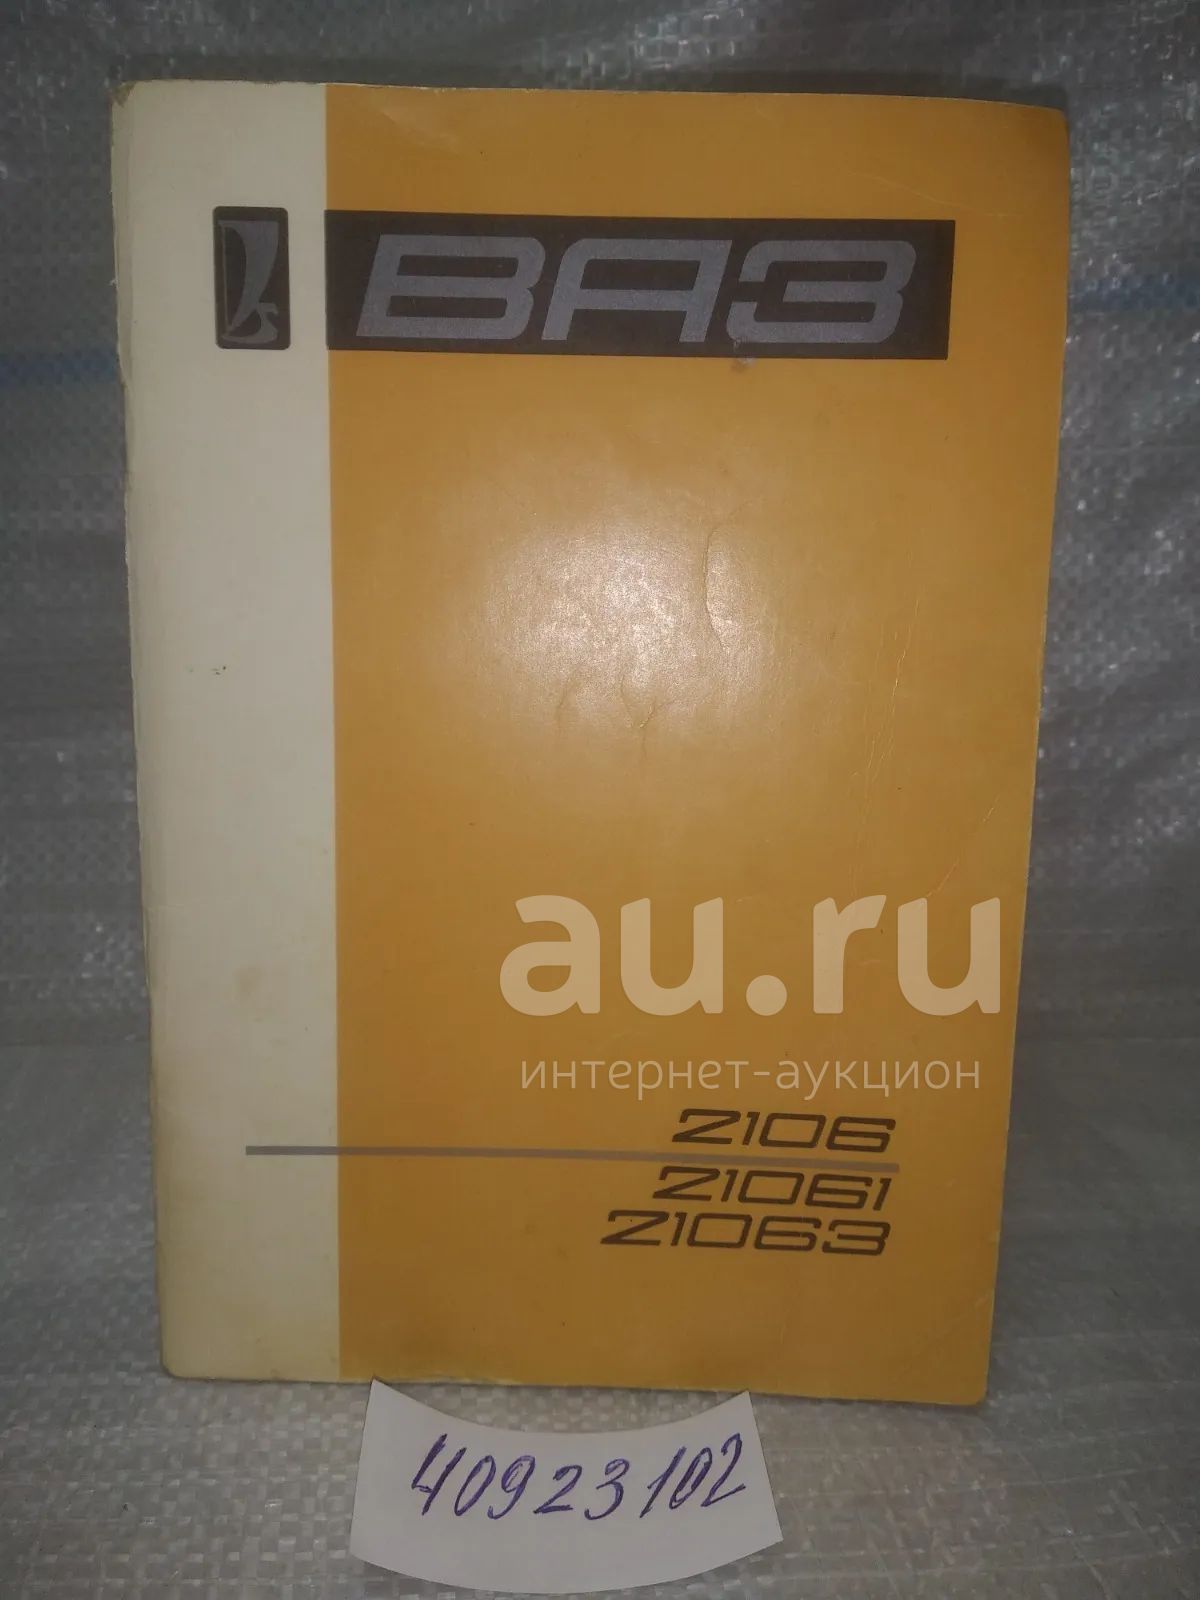 ВАЗ
au.ru
интернет-аукцион
2106
21061
21063
40923102